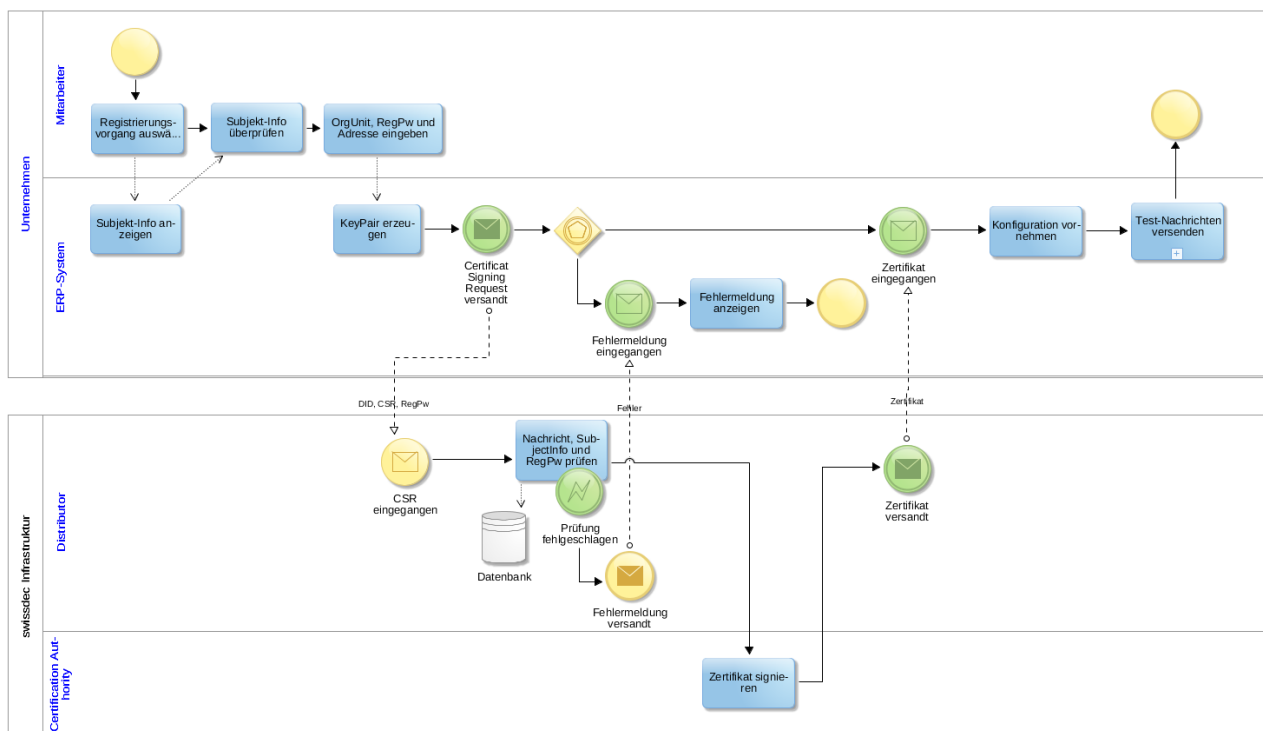 Unternehmen
Mitarbeiter
Registrierungs-
vorgang auswä...
Subjekt-Info
überprüfen
OrgUnit, RegPw und
Adresse eingeben
ERP-System
Subjekt-Info an-
zeigen
KeyPair erzeu-
gen
Certificat
Signing
Request
versandt
Fehlermeldung
eingegangen
Fehlermeldung
anzeigen
Zertifikat
eingegangen
Konfiguration vor-
nehmen
Test-Nachrichten
versenden
DID, CSR, RegPw
Fehler
Zertifikat
swissdec Infrastruktur
Distributor
CSR
eingegangen
Nachricht, Sub-
jectInfo und
RegPw prüfen
Prüfung
fehlgeschlagen
Datenbank
Fehlermeldung
versandt
Zertifikat
versandt
Certification Aut-
hority
Zertifikat signie-
ren